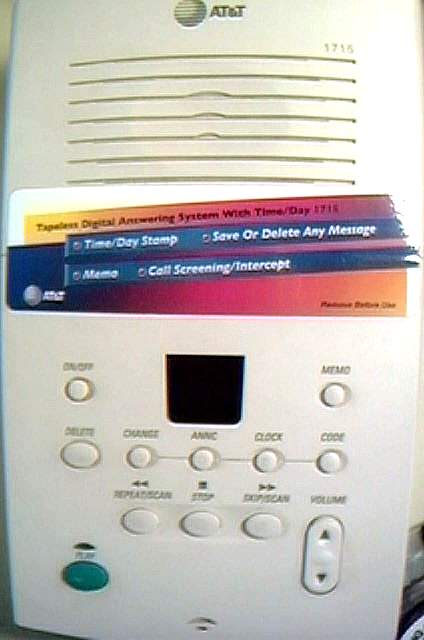 AT&T
1715
Tapeless Digital Answering System With Time/Day 1715
Time/Day Stamp Save Or Delete Any Message
Memo Call Screening/Intercept
AT&T
Remove Before Use
ON/OFF MEMO
DELETE CHANGE ANNC CLOCK CODE
REPEAT/SCAN STOP SKIP/SCAN VOLUME
PLAY